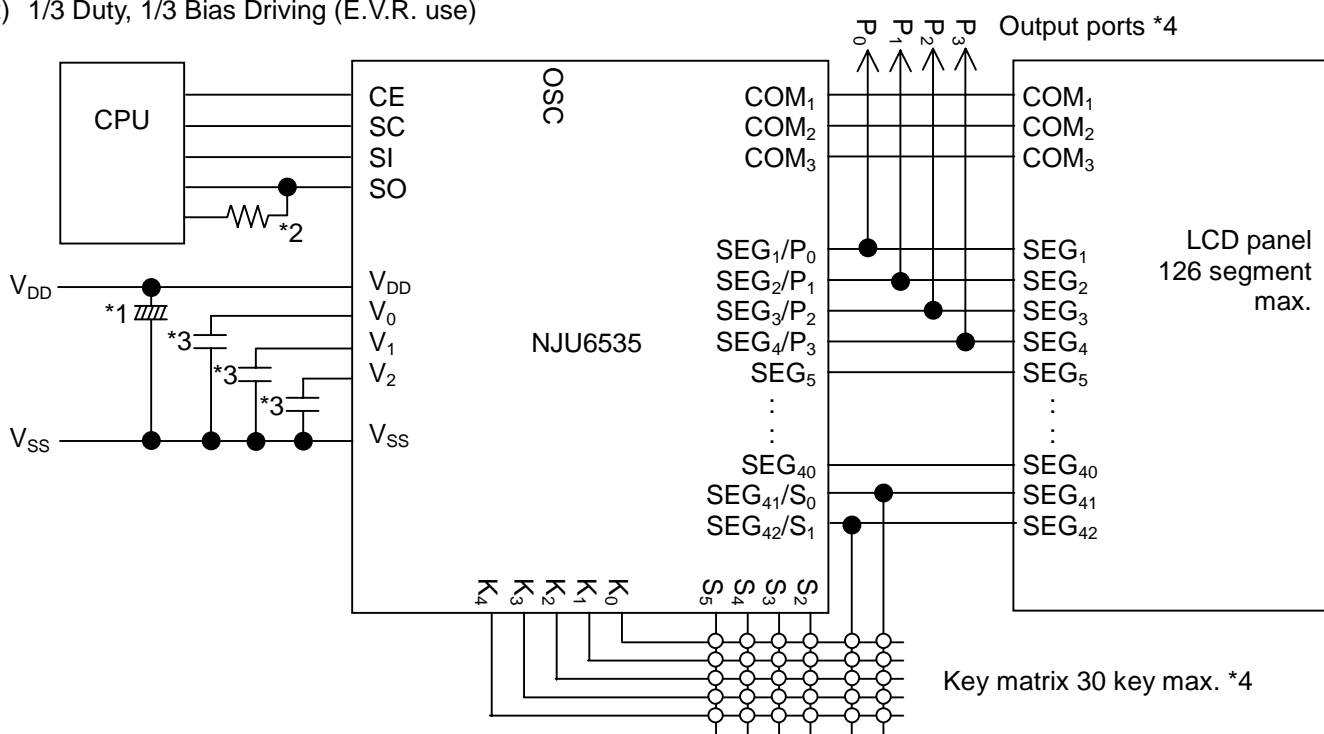 ) 1/3 Duty, 1/3 Bias Driving (E.V.R. use)
P0 P1 P2 P3 Output ports *4
CPU
CE
SC
SI
SO
*2
OSC
COM1
COM2
COM3
COM1
COM2
COM3
VDD
*1
*3
*3
*3
VSS
VDD
V0
V1
V2
VSS
NJU6535
SEG1/P0
SEG2/P1
SEG3/P2
SEG4/P3
SEG5
:
:
SEG40
SEG41/S0
SEG42/S1
SEG1
SEG2
SEG3
SEG4
SEG5
:
:
SEG40
SEG41
SEG42
LCD panel
126 segment
max.
K4 K3 K2 K1 K0
S5 S4 S3 S2
Key matrix 30 key max. *4